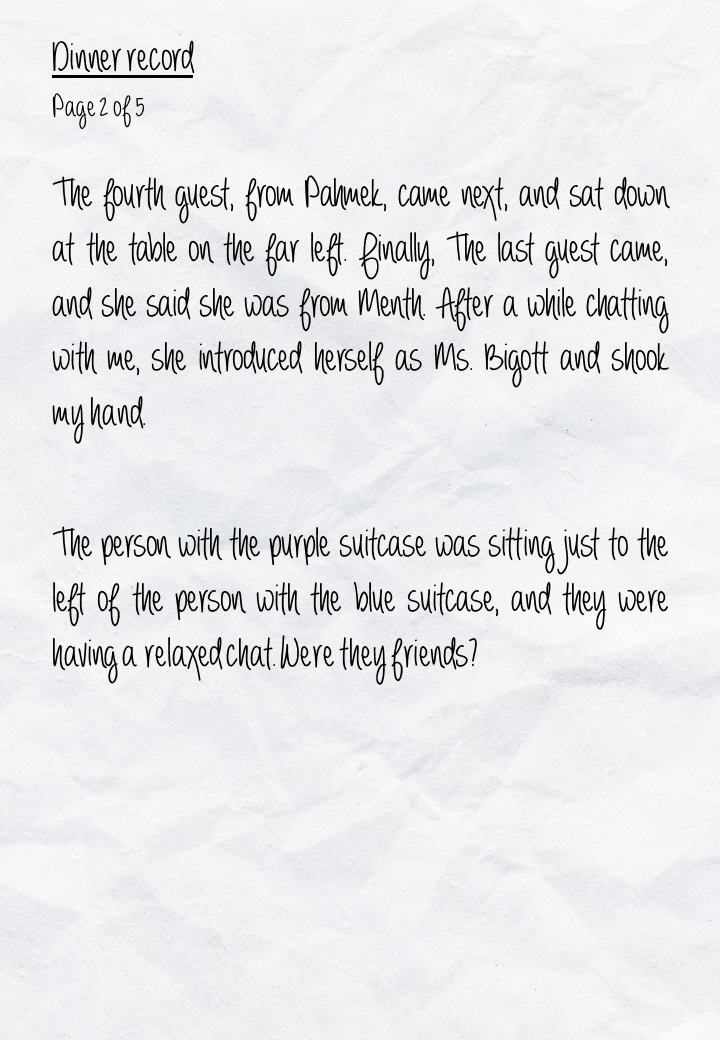 Dinner record
Page 2 of 5
The fourth guest, from Pahmek, came next, and sat down
at the table on the far left. Finally, The last guest came,
and she said she was from Menth. After a while chatting
with me, she introduced herself as Ms. Bigott and shook
my hand.
The person with the purple suitcase was sitting just to the
left of the person with the blue suitcase, and they were
having a relaxed chat. Were they friends?